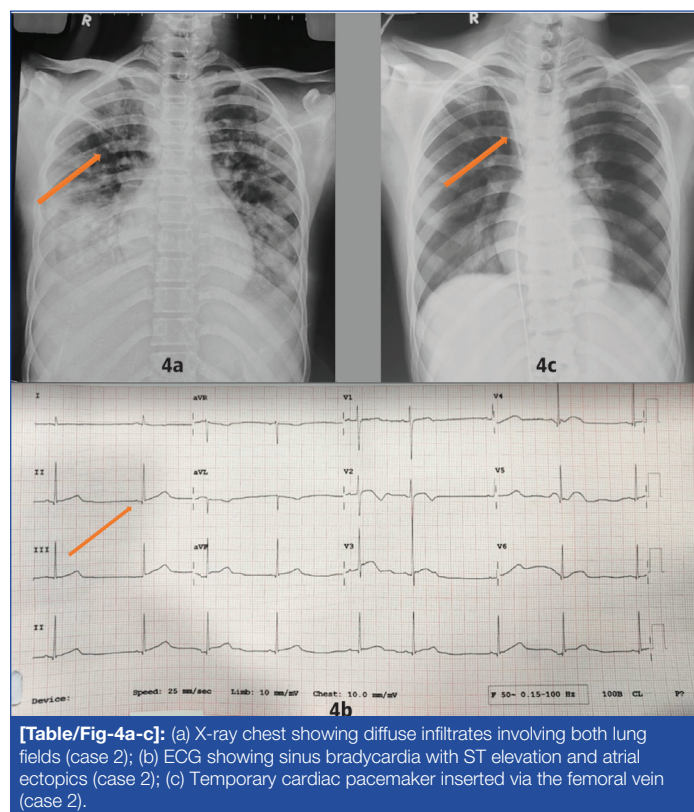 R
R
4a
4c
I
aVR
V1
V4
II
aVL
V2
V5
III
aVF
V3
V6
II
Device:
Speed: 25 mm/sec
Limb: 10 mm/mV
Chest: 10.0 mm/mV
F 50~ 0.15-100 Hz
100B
CL
P?
4b
[Table/Fig-4a-c]: (a) X-ray chest showing diffuse infiltrates involving both lung
fields (case 2); (b) ECG showing sinus bradycardia with ST elevation and atrial
ectopics (case 2); (c) Temporary cardiac pacemaker inserted via the femoral vein
(case 2).